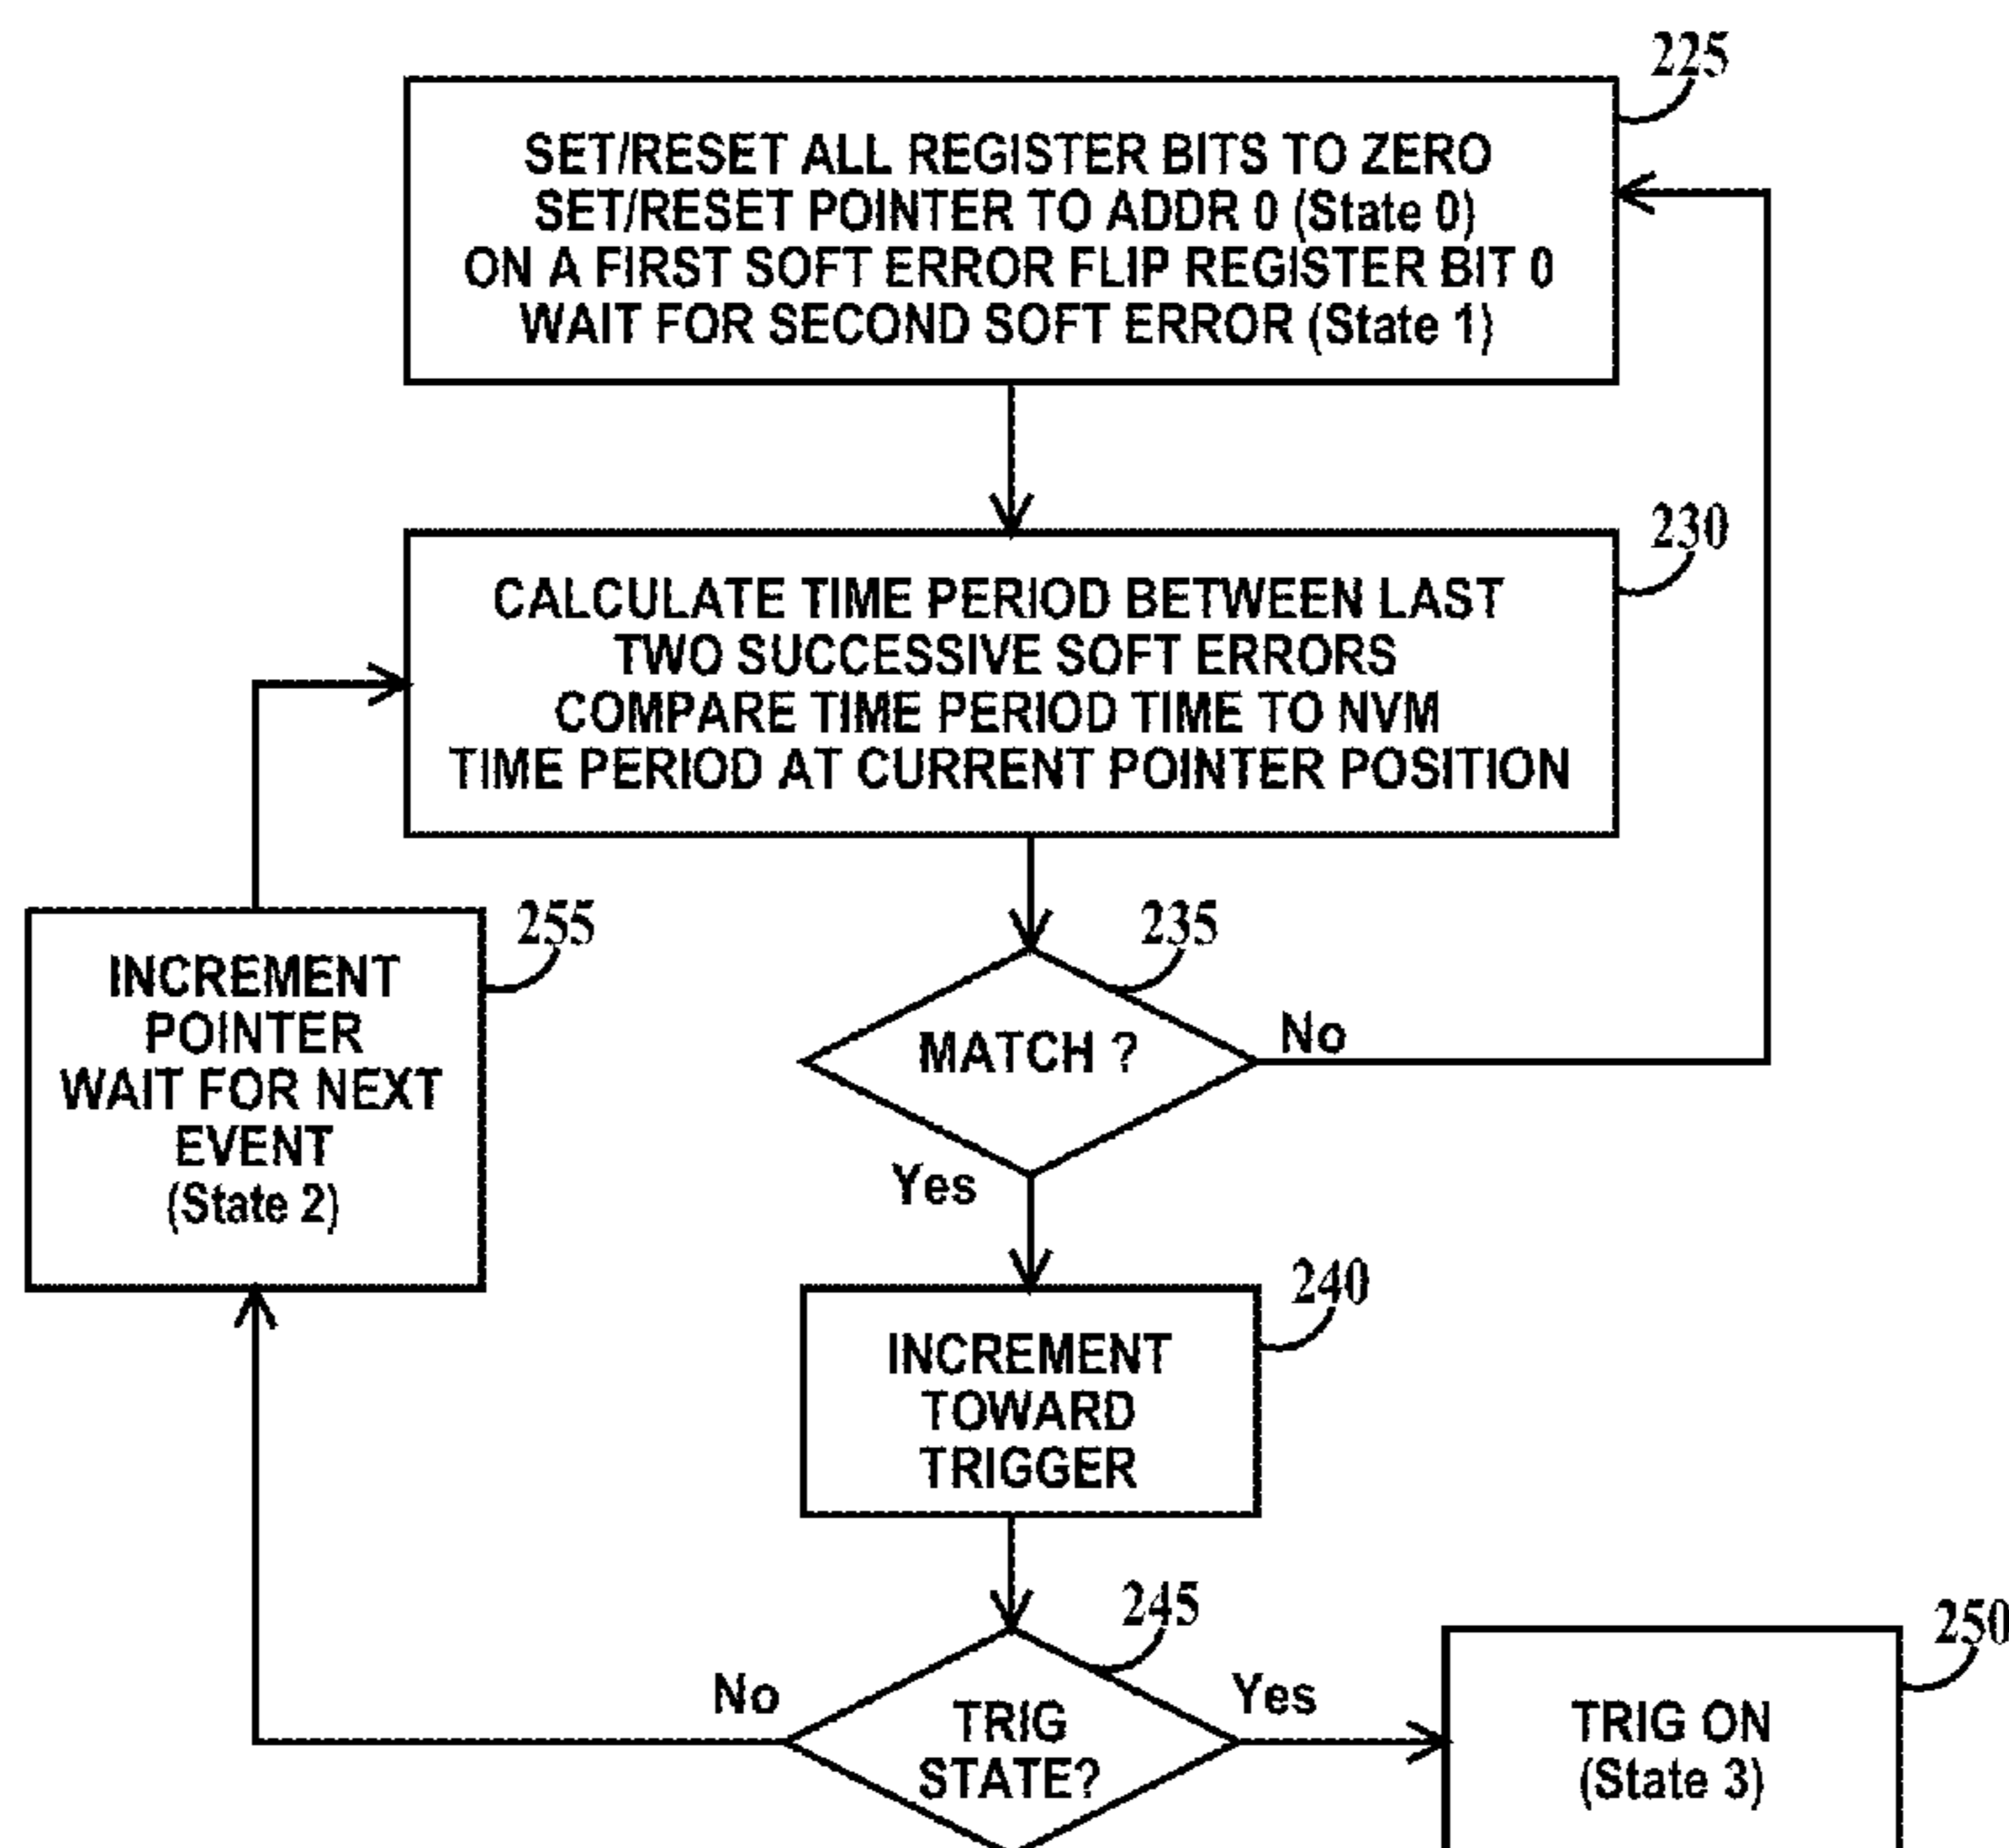 225
SET/RESET ALL REGISTER BITS TO ZERO
SET/RESET POINTER TO ADDR 0 (State 0)
ON A FIRST SOFT ERROR FLIP REGISTER BIT 0
WAIT FOR SECOND SOFT ERROR (State 1)
230
CALCULATE TIME PERIOD BETWEEN LAST
TWO SUCCESSIVE SOFT ERRORS
COMPARE TIME PERIOD TIME TO NVM
TIME PERIOD AT CURRENT POINTER POSITION
255
INCREMENT
POINTER
WAIT FOR NEXT
EVENT
(State 2)
235
MATCH ?
No
Yes
240
INCREMENT
TOWARD
TRIGGER
245
No
TRIG
STATE?
Yes
250
TRIG ON
(State 3)